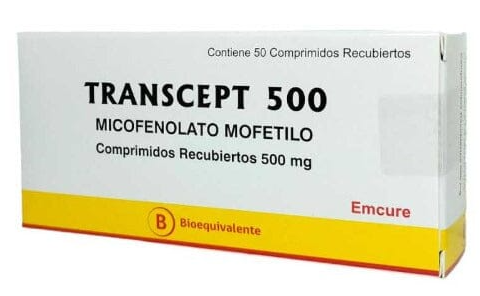 Contiene 50 Comprimidos Recubiertos
TRANSCEPT 500
MICOFENOLATO MOFETILO
Comprimidos Recubiertos 500 mg
Emcure
B Bioequivalente